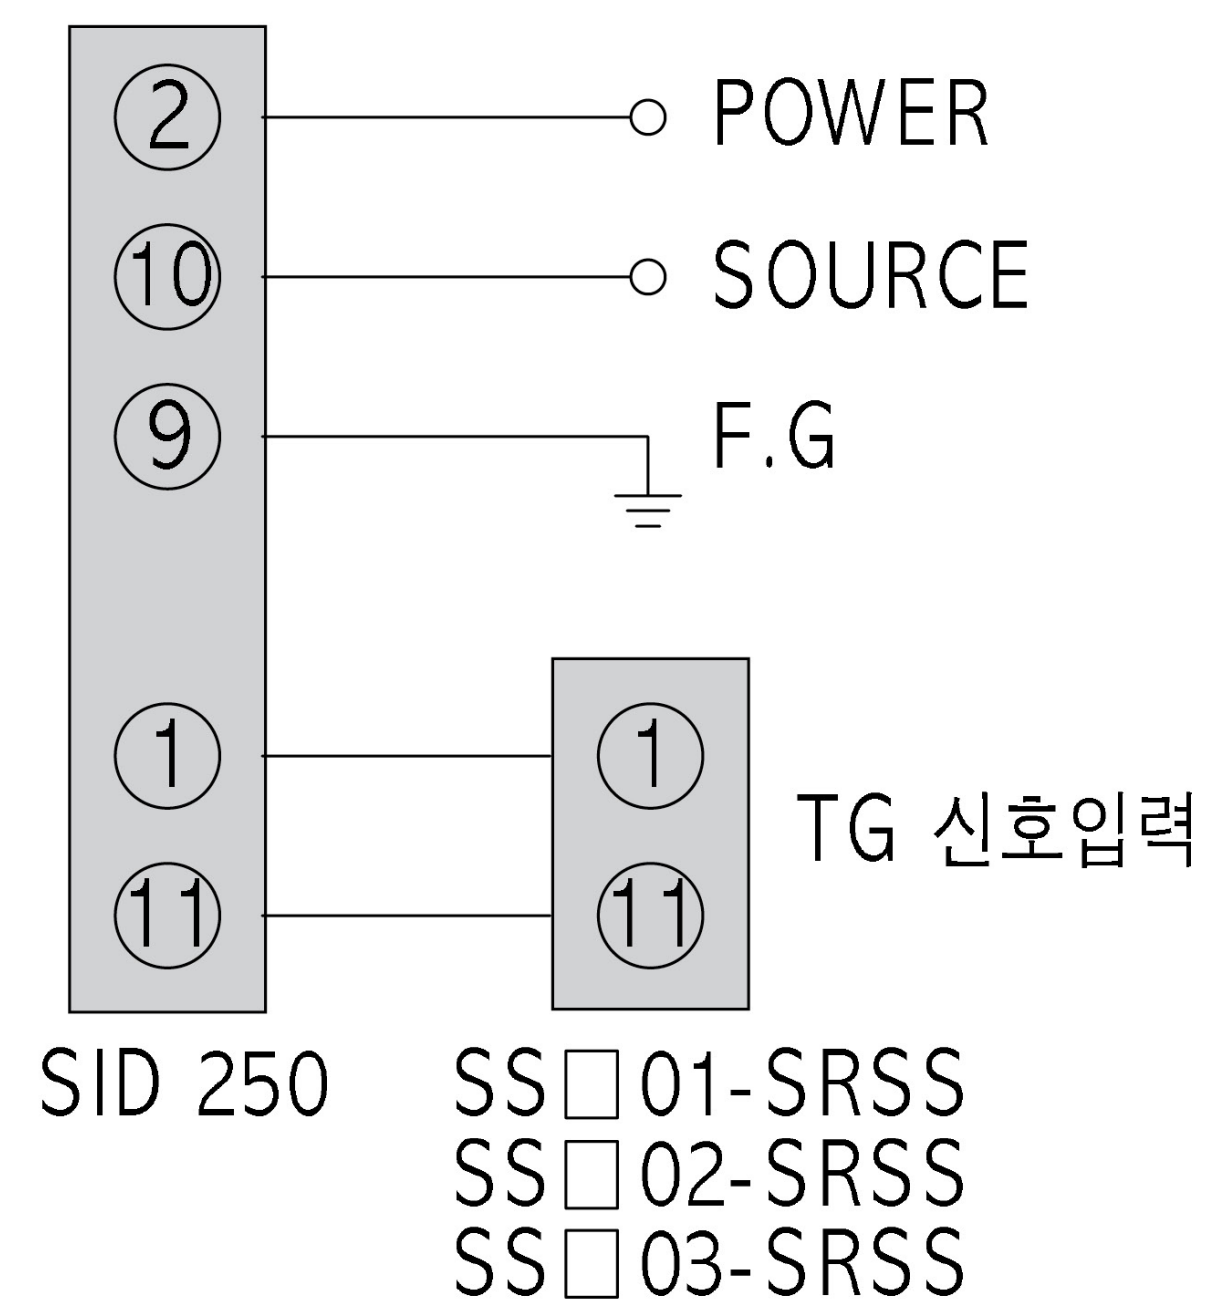 2 POWER
10 SOURCE
9 F.G
1 1
TG 신호입력
11 11
SID 250
SS□01-SRSS
SS□02-SRSS
SS□03-SRSS